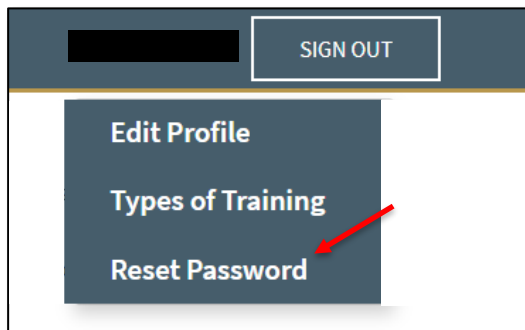 SIGN OUT
Edit Profile
Types of Training
Reset Password